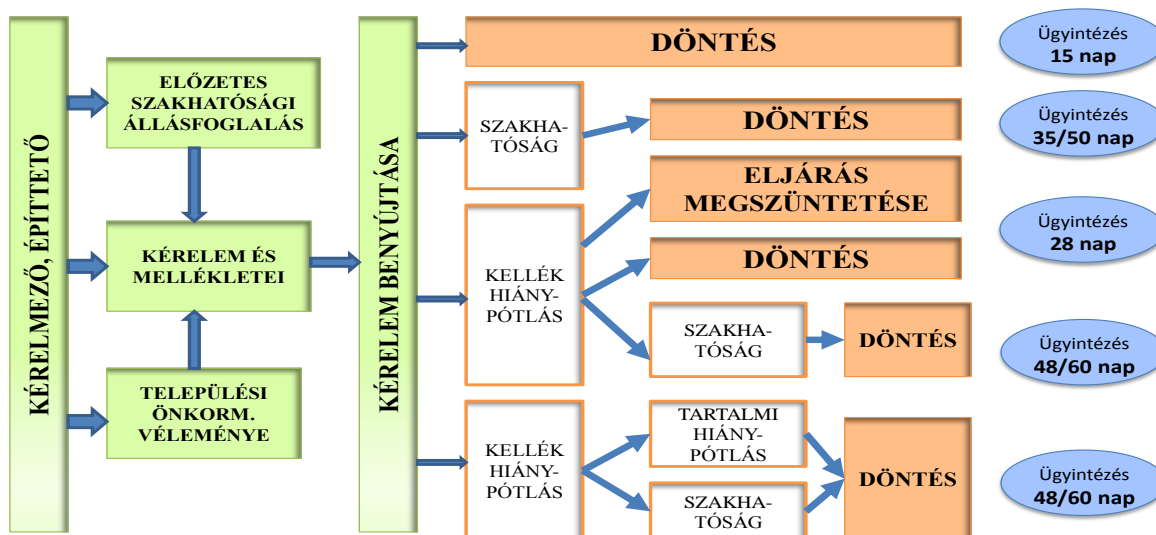 KÉRELMEZŐ, ÉPÍTTETŐ
ELŐZETES
SZAKHATÓSÁGI
ÁLLÁSFOGLALÁS
KÉRELEM ÉS
MELLÉKLETEI
TELEPÜLÉSI
ÖNKORM.
VÉLEMÉNYE
KÉRELEM BENYÚJTÁSA
DÖNTÉS
Ügyintézés
15 nap
SZAKHA-
TÓSÁG
DÖNTÉS
Ügyintézés
35/50 nap
KELLÉK
HIÁNY-
PÓTLÁS
ELJÁRÁS
MEGSZÜNTETÉSE
DÖNTÉS
Ügyintézés
28 nap
SZAKHA-
TÓSÁG
DÖNTÉS
Ügyintézés
48/60 nap
KELLÉK
HIÁNY-
PÓTLÁS
TARTALMI
HIÁNY-
PÓTLÁS
SZAKHA-
TÓSÁG
DÖNTÉS
Ügyintézés
48/60 nap